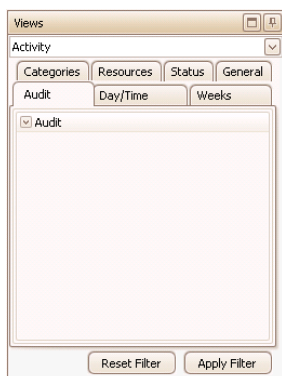 Views
Activity
Categories Resources Status General
Audit Day/Time Weeks
Audit
Reset Filter Apply Filter